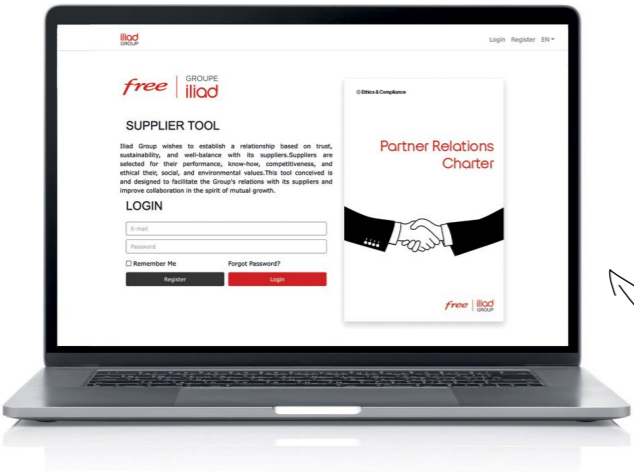 iliad
GROUP
Login Register EN
free GROUPE
iliad
SUPPLIER TOOL
Iliad Group wishes to establish a relationship based on trust,
sustainability, and well-balance with its suppliers.Suppliers are
selected for their performance, know-how, competitiveness, and
ethical their, social, and environmental values.This tool conceived is
and designed to facilitate the Group's relations with its suppliers and
improve collaboration in the spirit of mutual growth.
LOGIN
E-mail
Password
Remember Me Forgot Password?
Register Login
Ethics & Compliance
Partner Relations
Charter
free iliad
GROUP